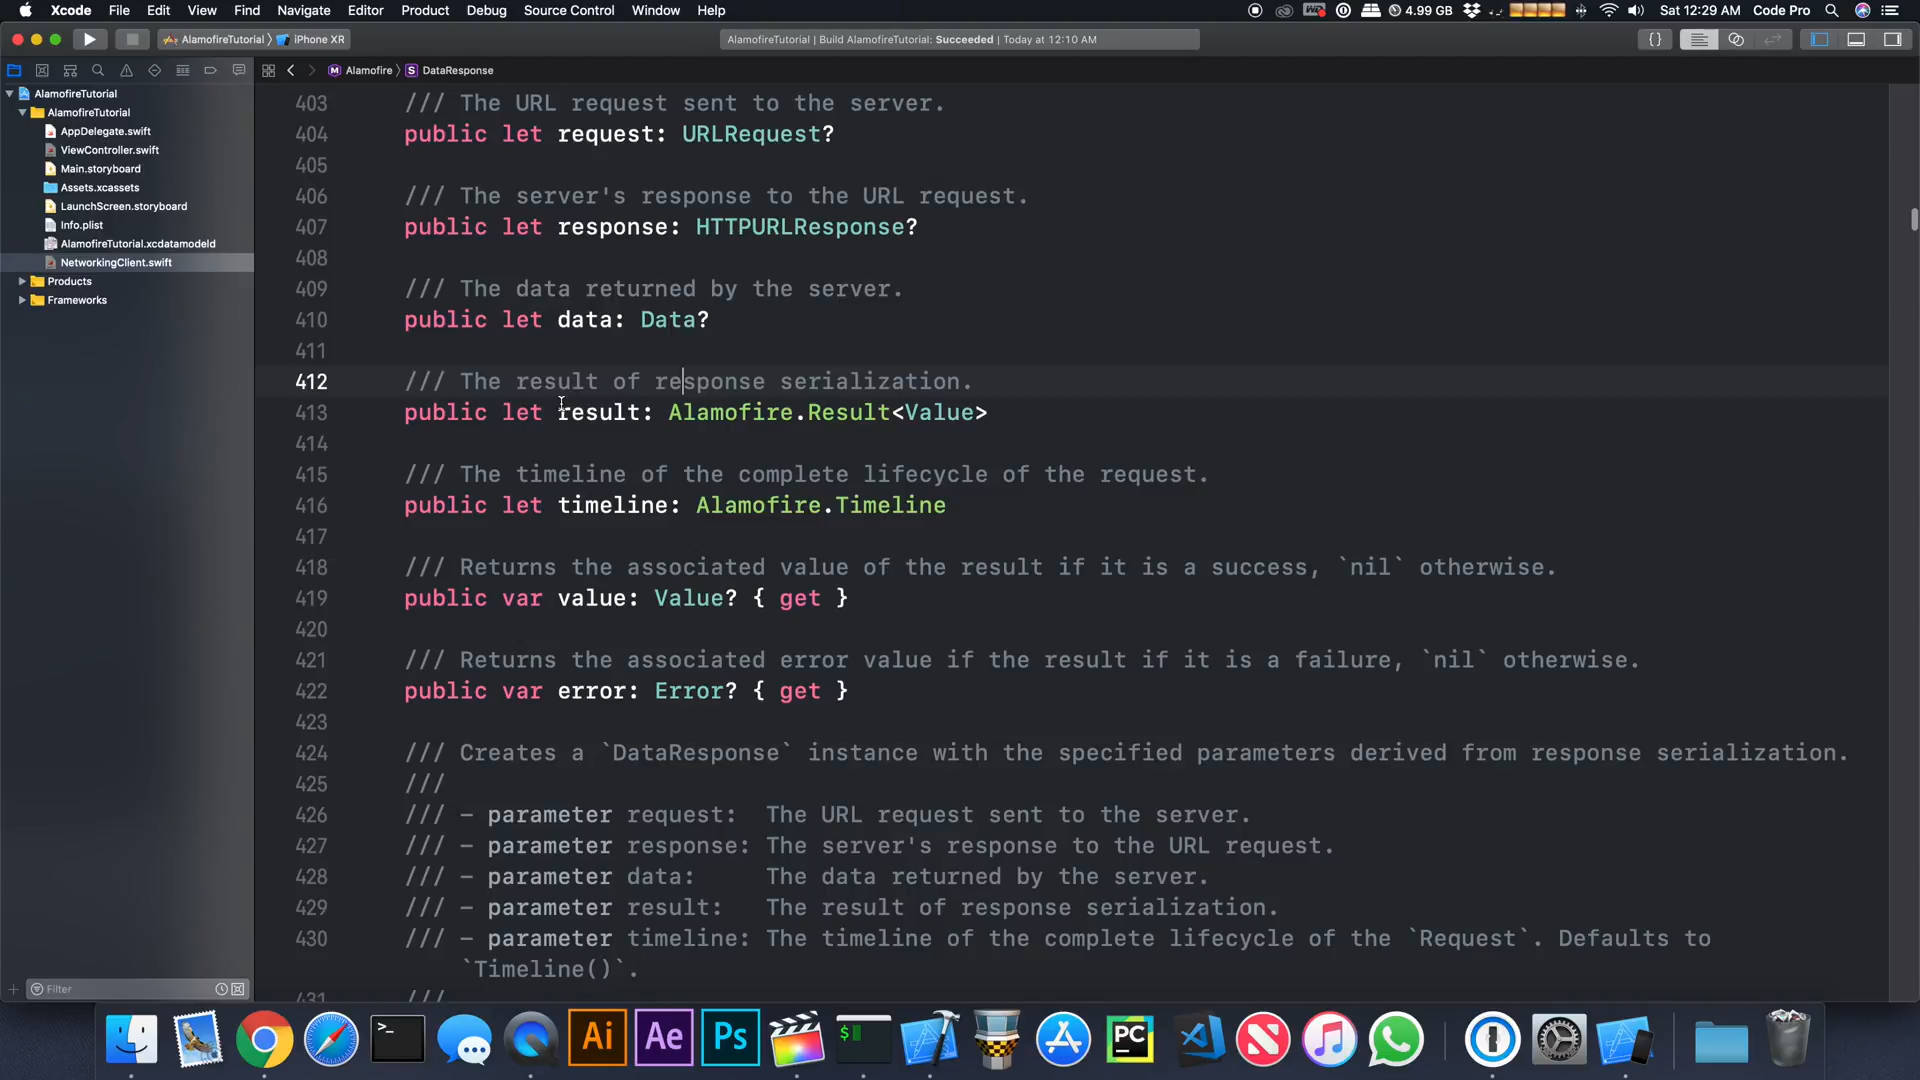 Xcode File Edit View Find Navigate Editor Product Debug Source Control Window Help 4.99 GB Sat 12:29 AM Code Pro
AlamofireTutorial iPhone XR AlamofireTutorial | Build AlamofireTutorial: Succeeded | Today at 12:10 AM {}
M Alamofire S DataResponse
AlamofireTutorial
AlamofireTutorial
AppDelegate.swift
ViewController.swift
Main.storyboard
Assets.xcassets
LaunchScreen.storyboard
Info.plist
AlamofireTutorial.xcdatamodeld
NetworkingClient.swift
Products
Frameworks
403 /// The URL request sent to the server.
404 public let request: URLRequest?
405
406 /// The server's response to the URL request.
407 public let response: HTTPURLResponse?
408
409 /// The data returned by the server.
410 public let data: Data?
411
412 /// The result of response serialization.
413 public let result: Alamofire.Result<Value>
414
415 /// The timeline of the complete lifecycle of the request.
416 public let timeline: Alamofire.Timeline
417
418 /// Returns the associated value of the result if it is a success, `nil` otherwise.
419 public var value: Value? { get }
420
421 /// Returns the associated error value if the result if it is a failure, `nil` otherwise.
422 public var error: Error? { get }
423
424 /// Creates a `DataResponse` instance with the specified parameters derived from response serialization.
425 ///
426 /// - parameter request: The URL request sent to the server.
427 /// - parameter response: The server's response to the URL request.
428 /// - parameter data: The data returned by the server.
429 /// - parameter result: The result of response serialization.
430 /// - parameter timeline: The timeline of the complete lifecycle of the `Request`. Defaults to
`Timeline()`.
431 ///
Filter
>_ Ai Ae Ps $ PC N